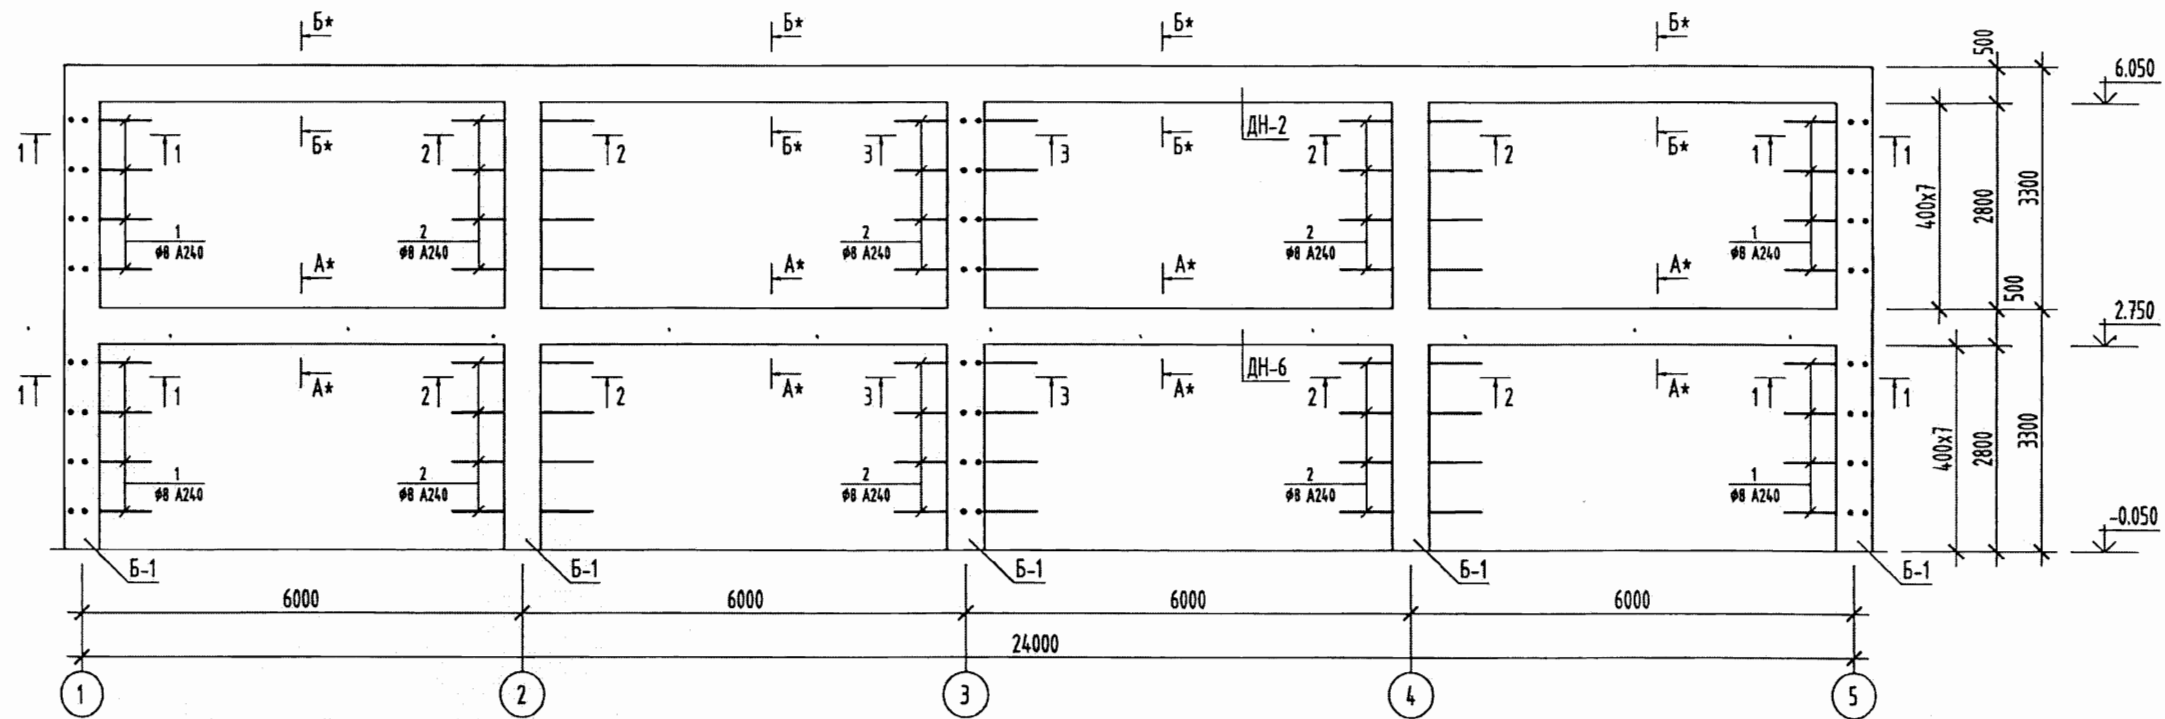 Б* Б* Б* Б*
500
6.050
1 1 Б* 2 2 Б* 3 3 ДН-2 Б* 2 2 Б* 1 1
400x7 2800 3300
1 2 2 2 1
ø8 А240 ø8 А240 ø8 А240 ø8 А240 ø8 А240
А* А* А* А*
500
2.750
1 1 А* 2 2 А* 3 3 ДН-6 А* 2 2 А* 1 1
400x7 2800 3300
1 2 2 2 1
ø8 А240 ø8 А240 ø8 А240 ø8 А240 ø8 А240
-0.050
Б-1 Б-1 Б-1 Б-1 Б-1
6000 6000 6000 6000
24000
1 2 3 4 5